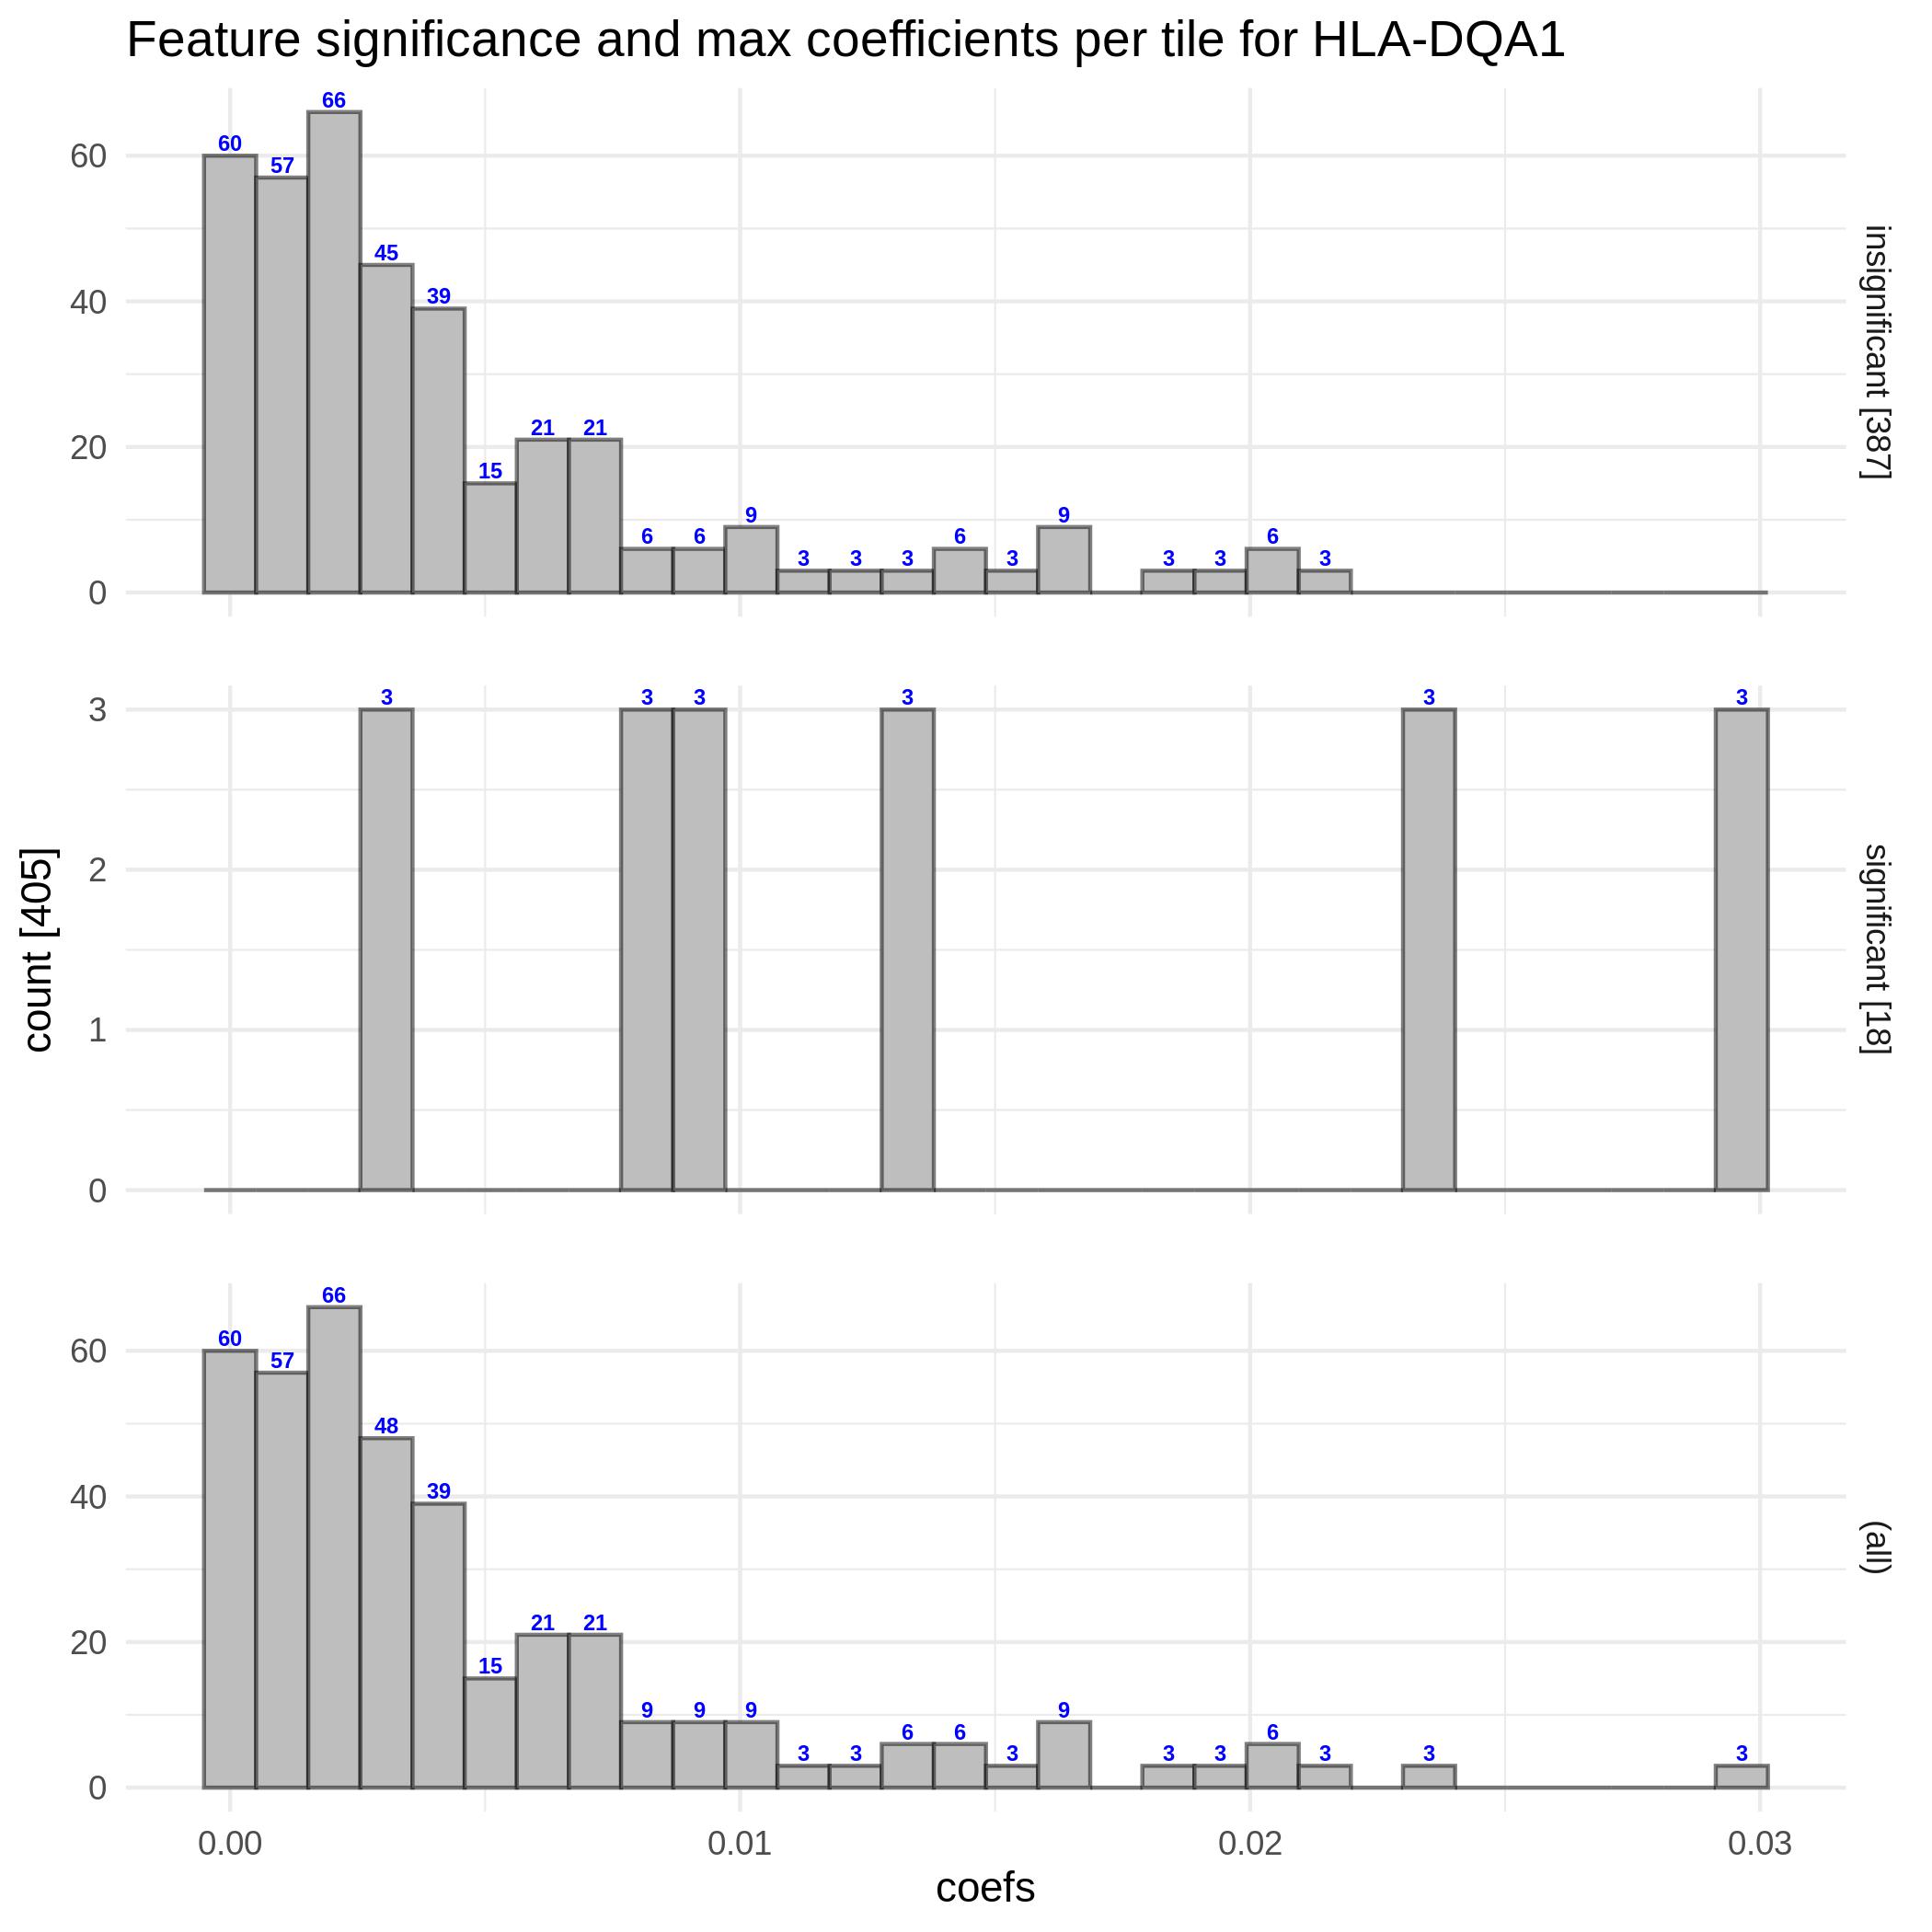 Feature significance and max coefficients per tile for HLA-DQA1
count [405]
60
40
20
0
60 57 66 45 39 15 21 21 6 6 9 3 3 3 6 3 9 3 3 6 3
insignificant [387]
3
2
1
0
3 3 3 3 3 3
significant [18]
60
40
20
0
60 57 66 48 39 15 21 21 9 9 9 3 3 6 6 3 9 3 3 6 3 3 3
(all)
0.00 0.01 0.02 0.03
coefs